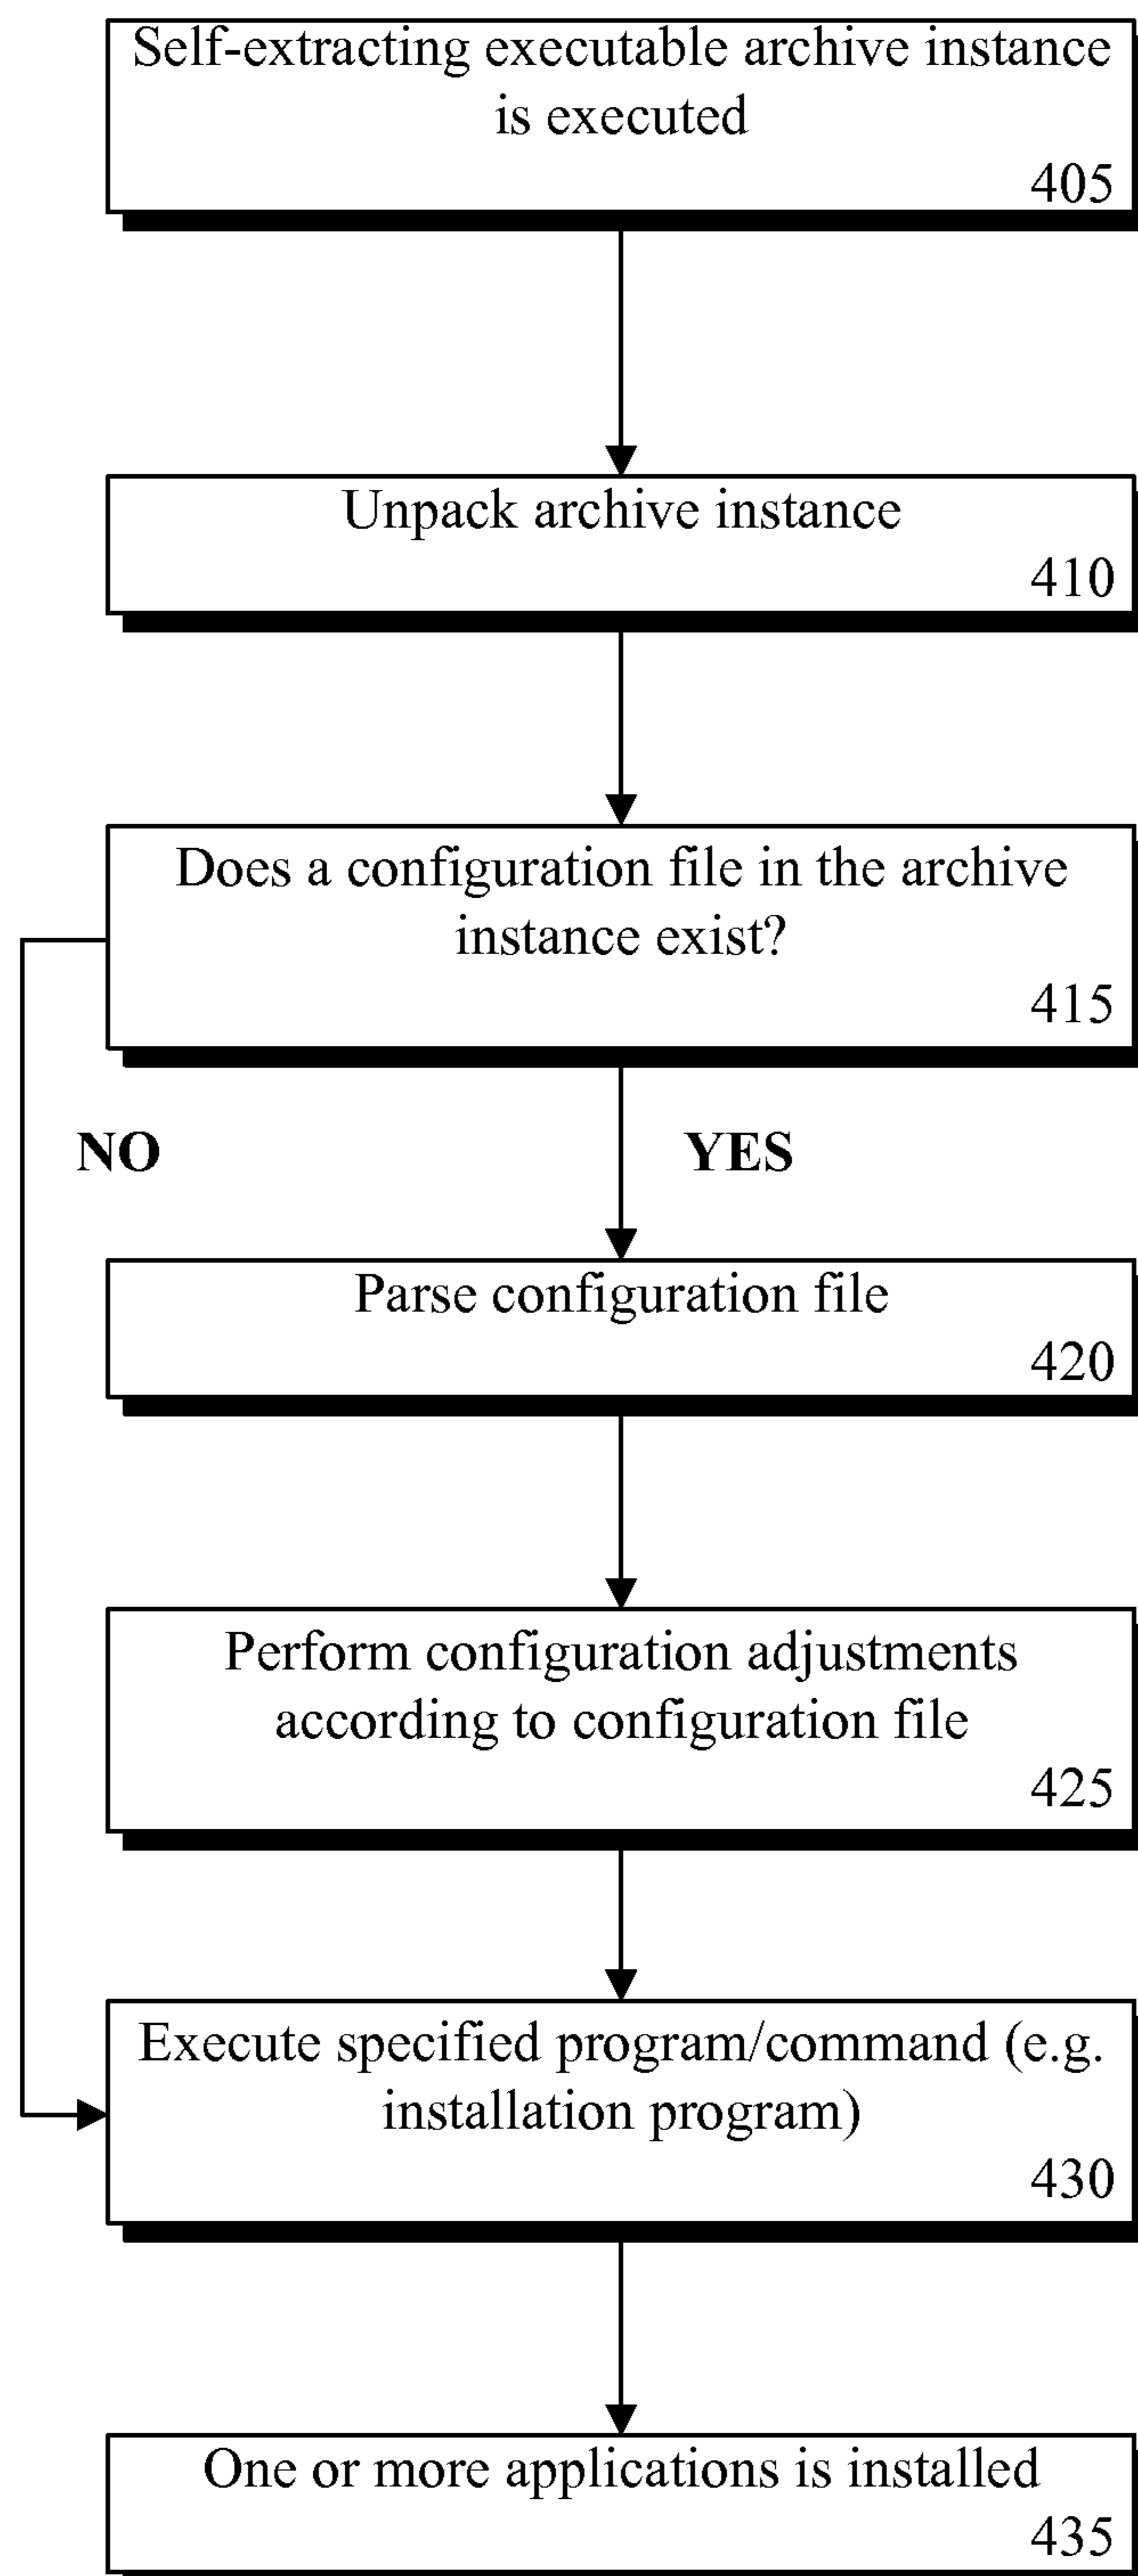 Self-extracting executable archive instance
is executed
405
Unpack archive instance
410
Does a configuration file in the archive
instance exist?
415
NO
YES
Parse configuration file
420
Perform configuration adjustments
according to configuration file
425
Execute specified program/command (e.g.
installation program)
430
One or more applications is installed
435